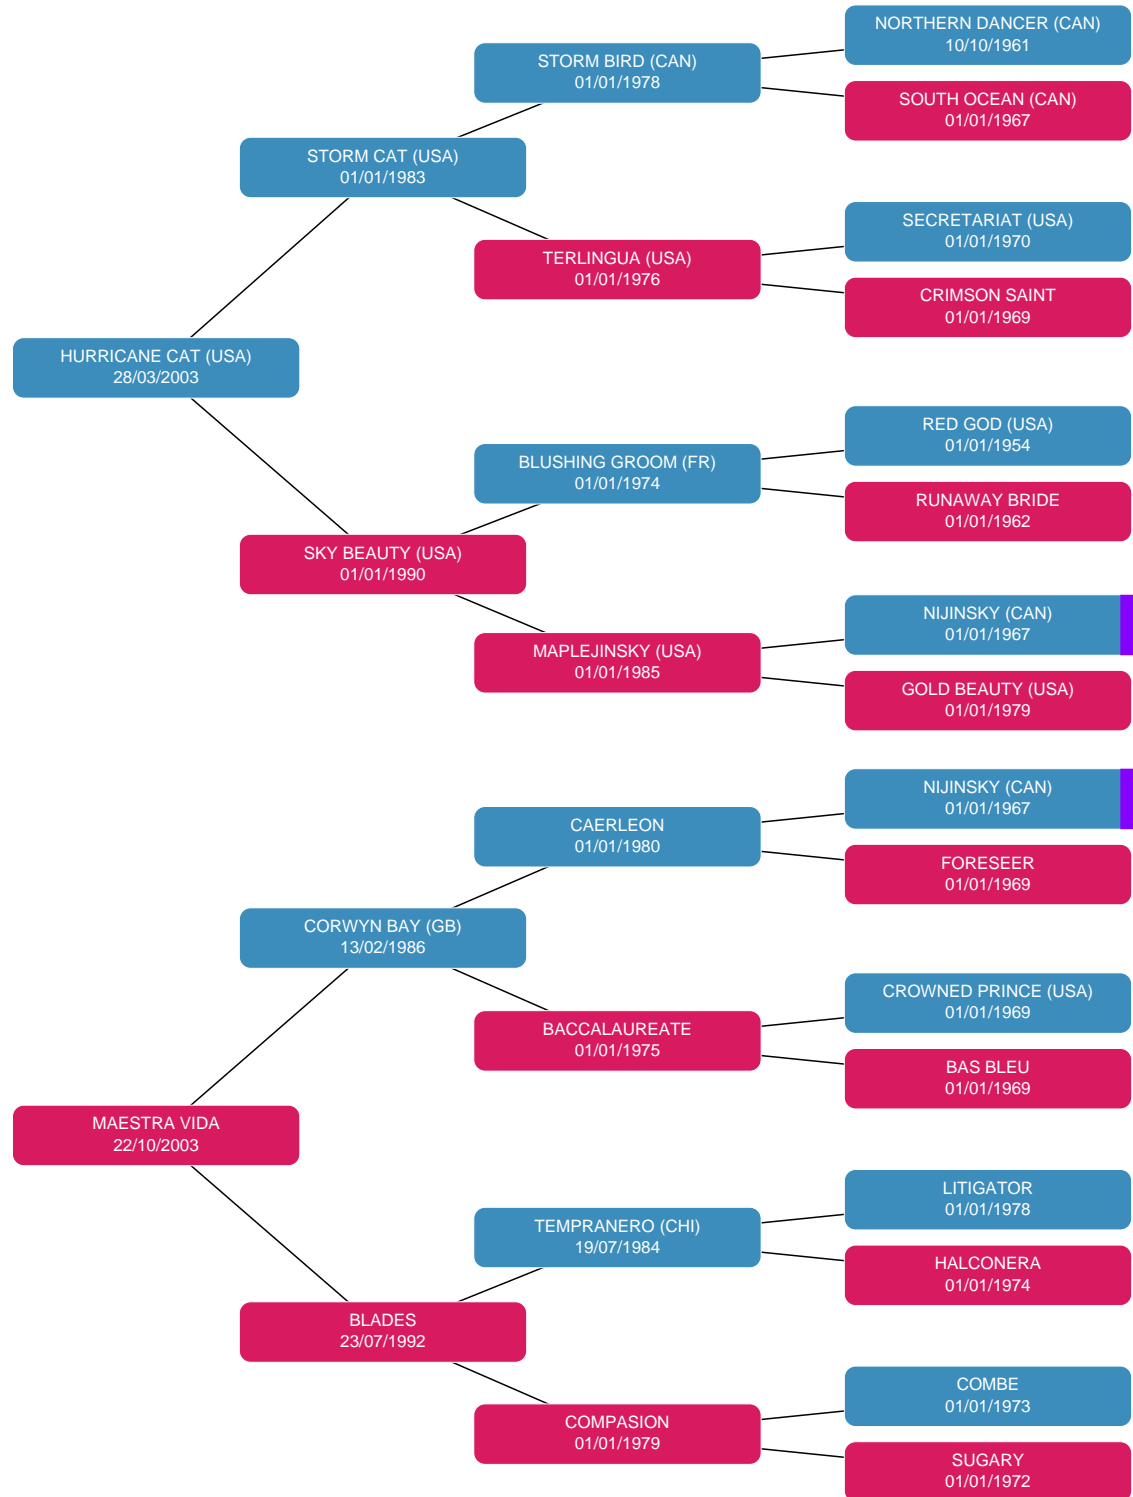 NORTHERN DANCER (CAN)
10/10/1961
STORM BIRD (CAN)
01/01/1978
SOUTH OCEAN (CAN)
01/01/1967
STORM CAT (USA)
01/01/1983
SECRETARIAT (USA)
01/01/1970
TERLINGUA (USA)
01/01/1976
CRIMSON SAINT
01/01/1969
HURRICANE CAT (USA)
28/03/2003
RED GOD (USA)
01/01/1954
BLUSHING GROOM (FR)
01/01/1974
RUNAWAY BRIDE
01/01/1962
SKY BEAUTY (USA)
01/01/1990
NIJINSKY (CAN)
01/01/1967
MAPLEJINSKY (USA)
01/01/1985
GOLD BEAUTY (USA)
01/01/1979
NIJINSKY (CAN)
01/01/1967
CAERLEON
01/01/1980
FORESEER
01/01/1969
CORWYN BAY (GB)
13/02/1986
CROWNED PRINCE (USA)
01/01/1969
BACCALAUREATE
01/01/1975
BAS BLEU
01/01/1969
MAESTRA VIDA
22/10/2003
LITIGATOR
01/01/1978
TEMPRANERO (CHI)
19/07/1984
HALCONERA
01/01/1974
BLADES
23/07/1992
COMBE
01/01/1973
COMPASION
01/01/1979
SUGARY
01/01/1972